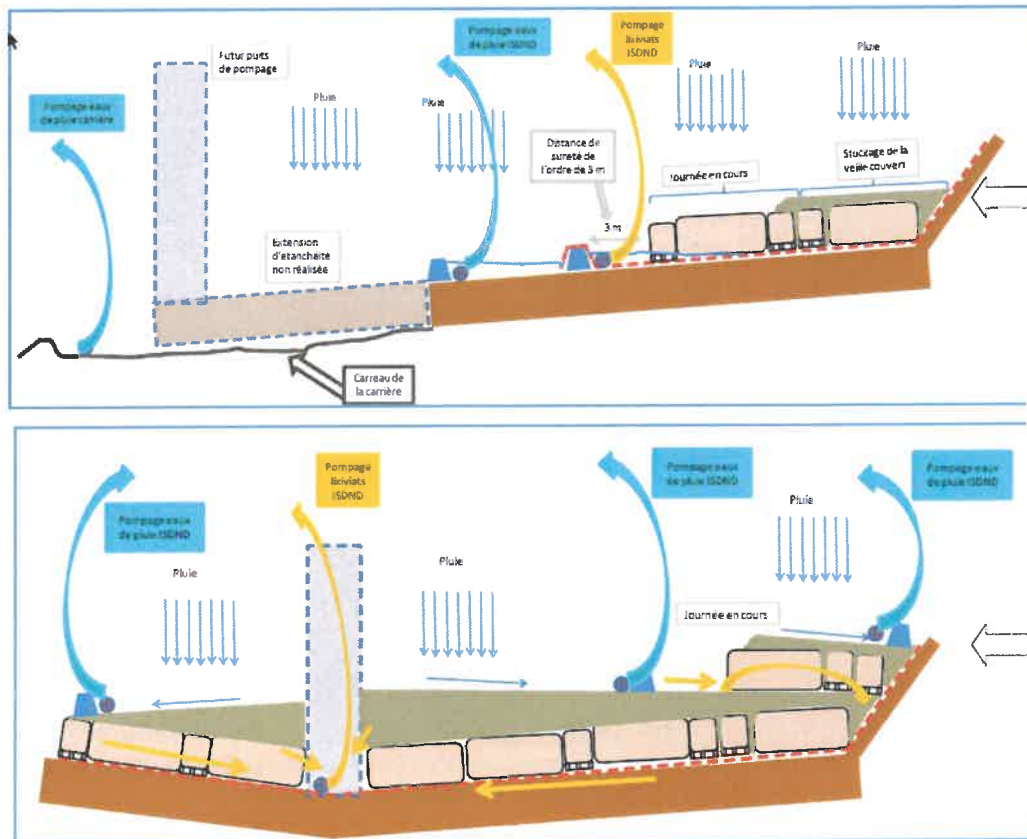 Pompage eaux
de pluie carrière
Futur puits
de pompage
Pluie
Pluie
Pompage eaux
de pluie ISDND
Pompage
lixiviats
ISDND
Pluie
Pluie
Distance de
sureté de
l'ordre de 3 m
3 m
Journée en cours
Stockage de la
veille couvert
Extension
d'etanchaité
non réalisée
Carreau de
la carrière
Pompage eaux
de pluie ISDND
Pluie
Pompage
lixiviats
ISDND
Pluie
Pompage eaux
de pluie ISDND
Pompage eaux
de pluie ISDND
Pluie
Journée en cours